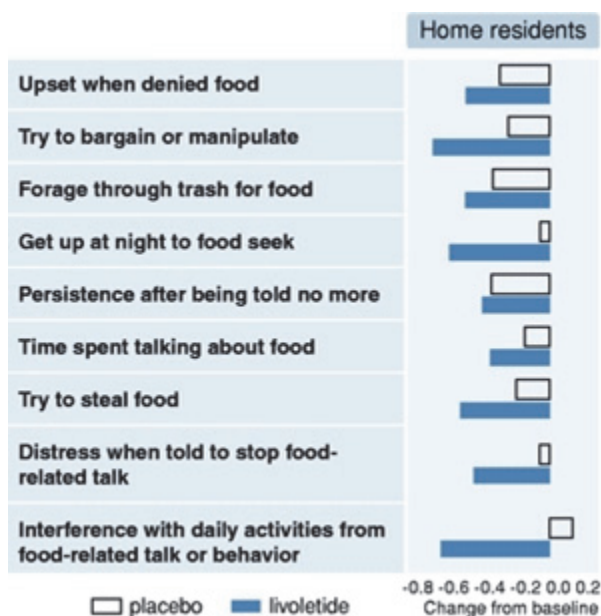 Home residents
Upset when denied food
Try to bargain or manipulate
Forage through trash for food
Get up at night to food seek
Persistence after being told no more
Time spent talking about food
Try to steal food
Distress when told to stop food-
related talk
Interference with daily activities from
food-related talk or behavior
-0.8 -0.6 -0.4 -0.2 0.0 0.2
placebo livoletide Change from baseline